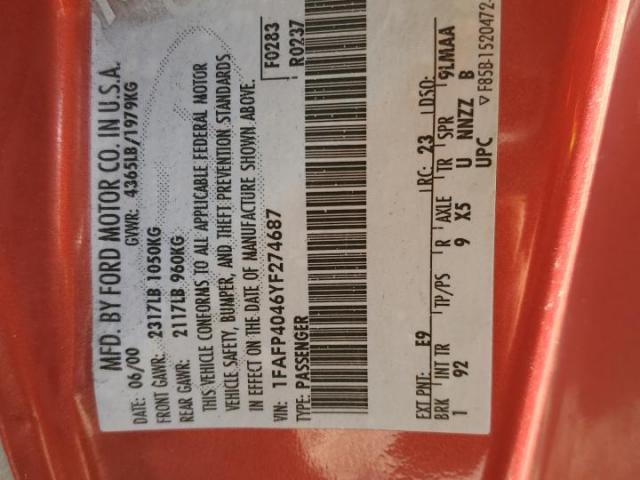 MFD. BY FORD MOTOR CO. IN U.S.A.
DATE: 06/00 GVWR: 4365LB/1979KG
FRONT GAWR: 2317LB 1050KG
REAR GAWR: 2117LB 960KG
THIS VEHICLE CONFORMS TO ALL APPLICABLE FEDERAL MOTOR
VEHICLE SAFETY, BUMPER, AND THEFT PREVENTION STANDARDS
IN EFFECT ON THE DATE OF MANUFACTURE SHOWN ABOVE.
VIN: 1FAFP4046YF274687 F0283
TYPE: PASSENGER R0237
EXT PNT: E9 RC: 23 DSO:
BRK INT TR TP/PS R AXLE TR SPR 9LMAA
1 92 9 X5 U NNZZ B
UPC ▽ F85B-1520472-